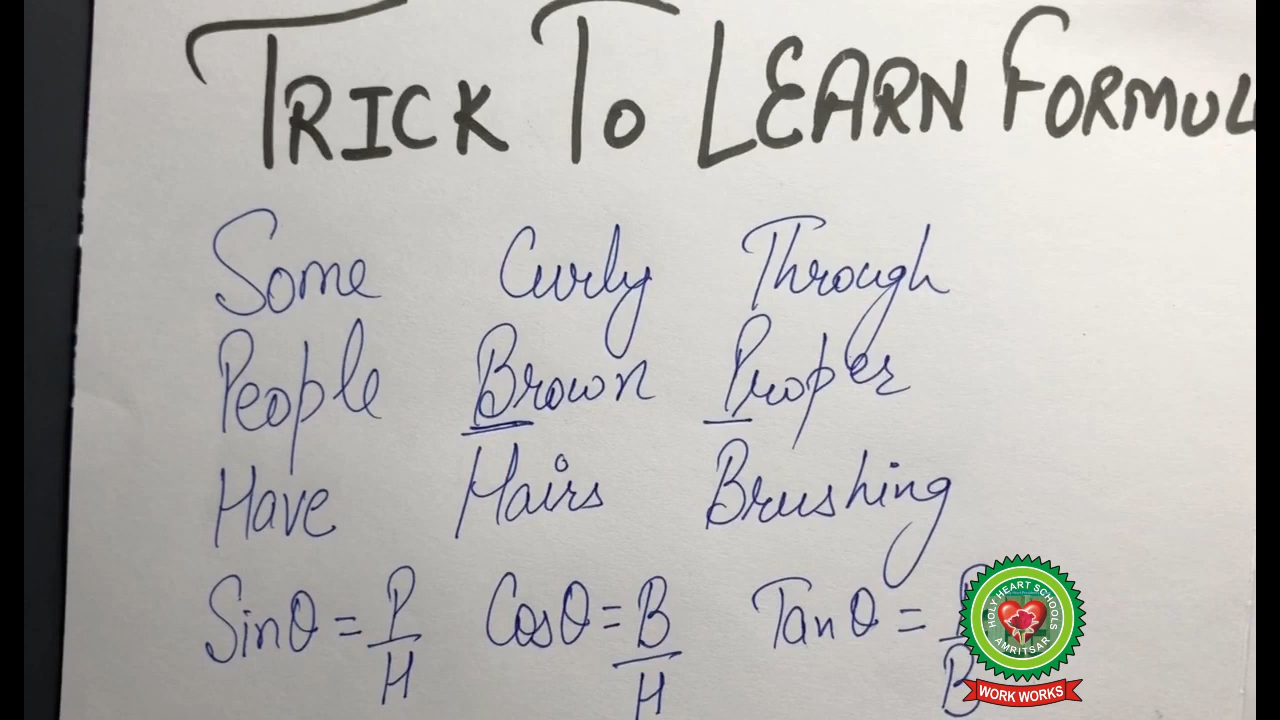 TRICK TO LEARN FORMUL
Some Curly Through
People Brown Proper
Have Hairs Brushing
Sinθ = P/H Cosθ = B/H Tanθ = P/B
HOLY HEART SCHOOLS
AMRITSAR
WORK WORKS